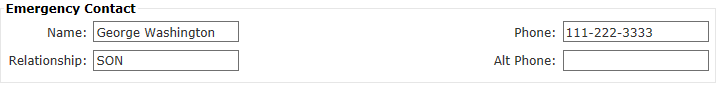 Emergency Contact
Name: George Washington Phone: 111-222-3333
Relationship: SON Alt Phone: